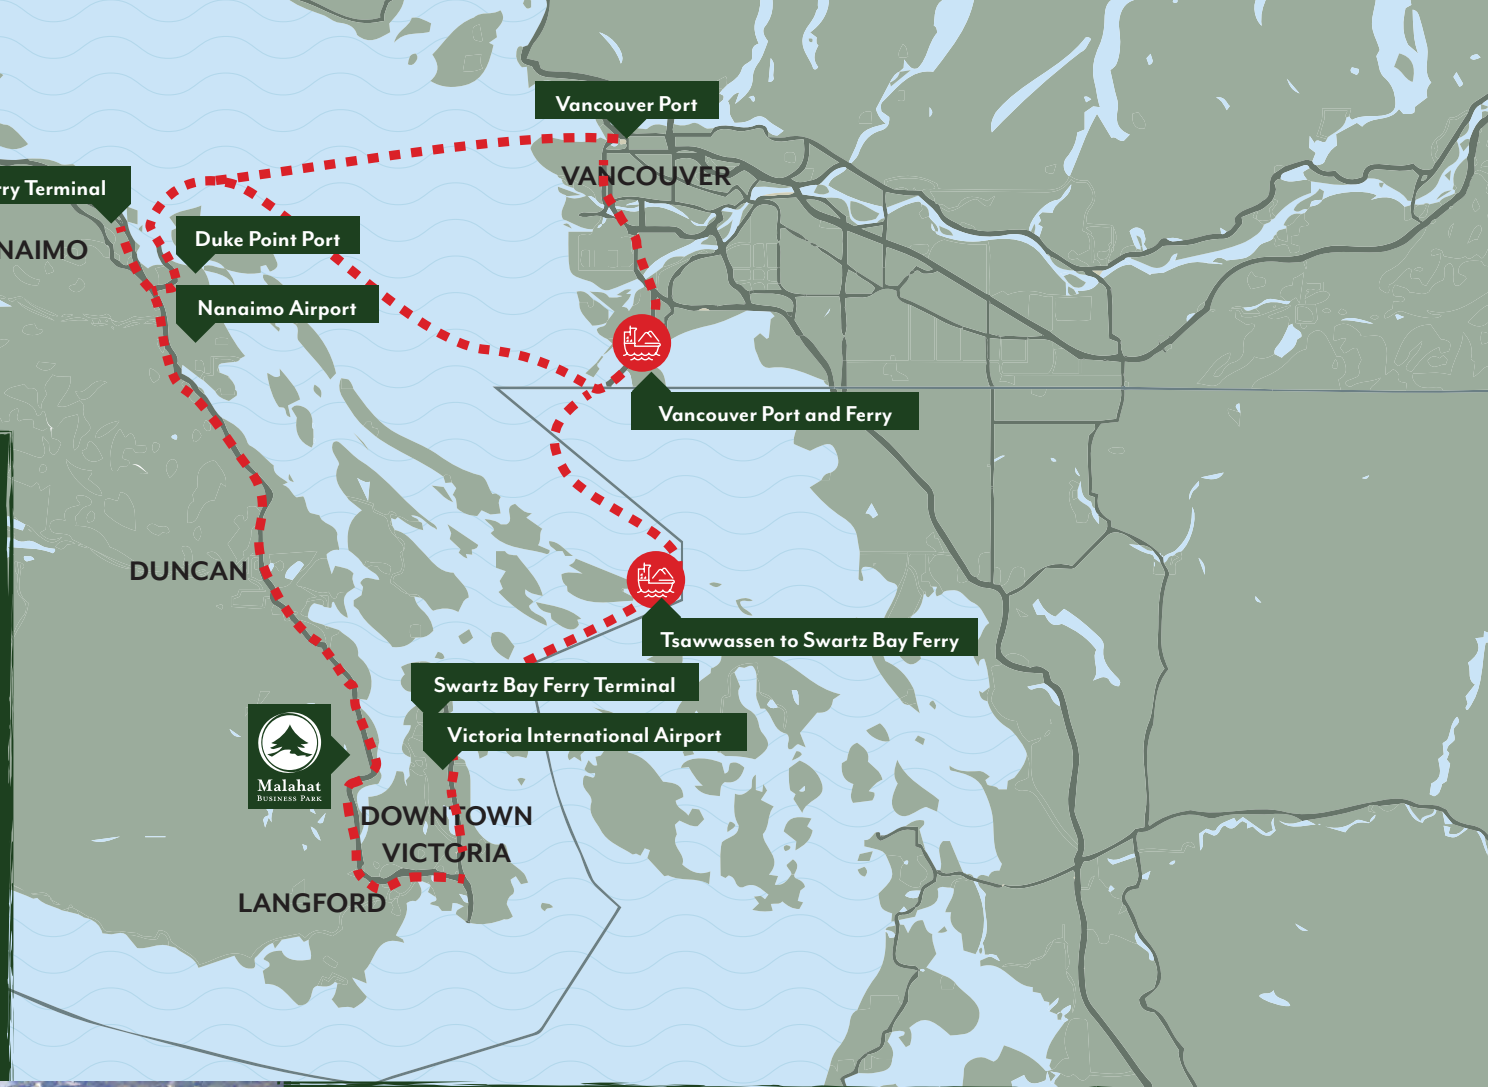 Vancouver Port
VANCOUVER
rry Terminal
Duke Point Port
NAIMO
Nanaimo Airport
Vancouver Port and Ferry
DUNCAN
Tsawwassen to Swartz Bay Ferry
Swartz Bay Ferry Terminal
Victoria International Airport
Malahat
BUSINESS PARK
DOWNTOWN
VICTORIA
LANGFORD